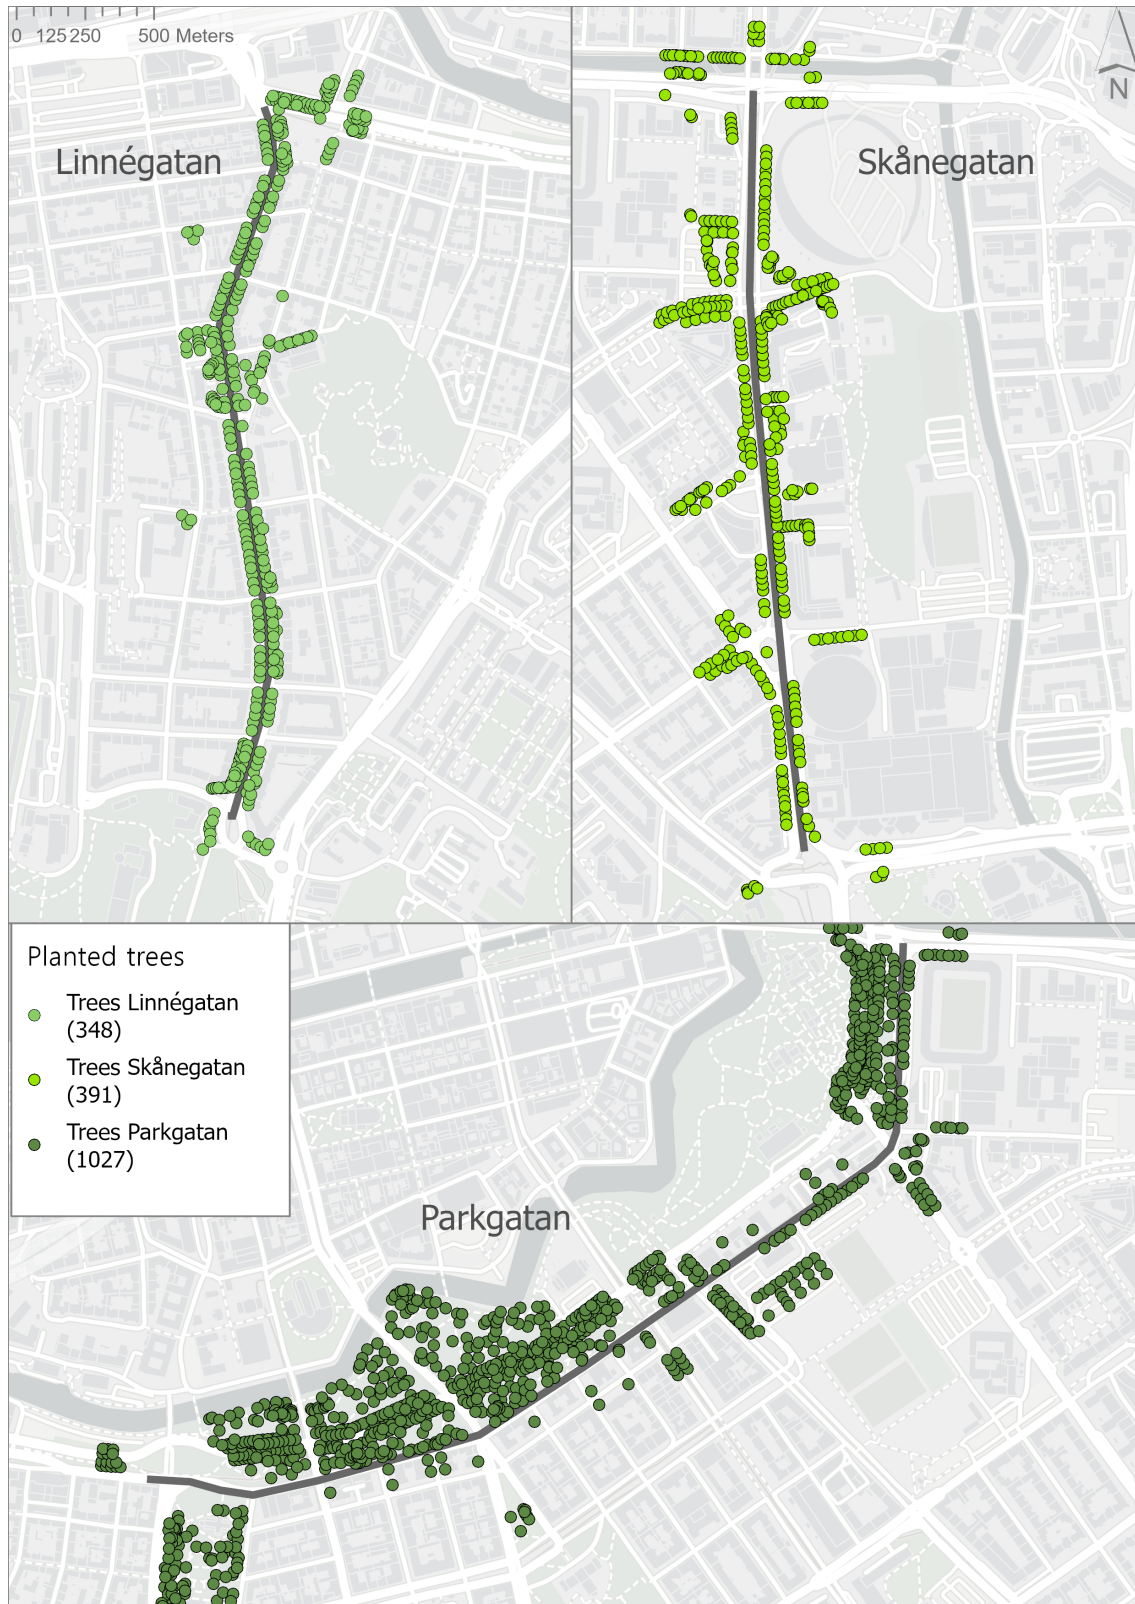 0 125 250 500 Meters
N
Linnégatan
Skånegatan
Planted trees
Trees Linnégatan
(348)
Trees Skånegatan
(391)
Trees Parkgatan
(1027)
Parkgatan